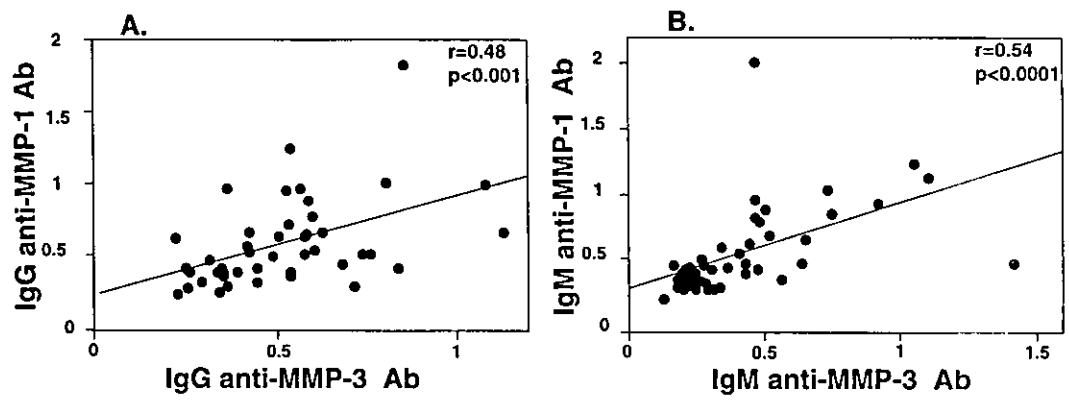 A.
r=0.48
p<0.001
2
1.5
1
0.5
0
0
0.5
1
IgG anti-MMP-1 Ab
IgG anti-MMP-3 Ab
B.
r=0.54
p<0.0001
2
1.5
1
0.5
0
0
0.5
1
1.5
IgM anti-MMP-1 Ab
IgM anti-MMP-3 Ab